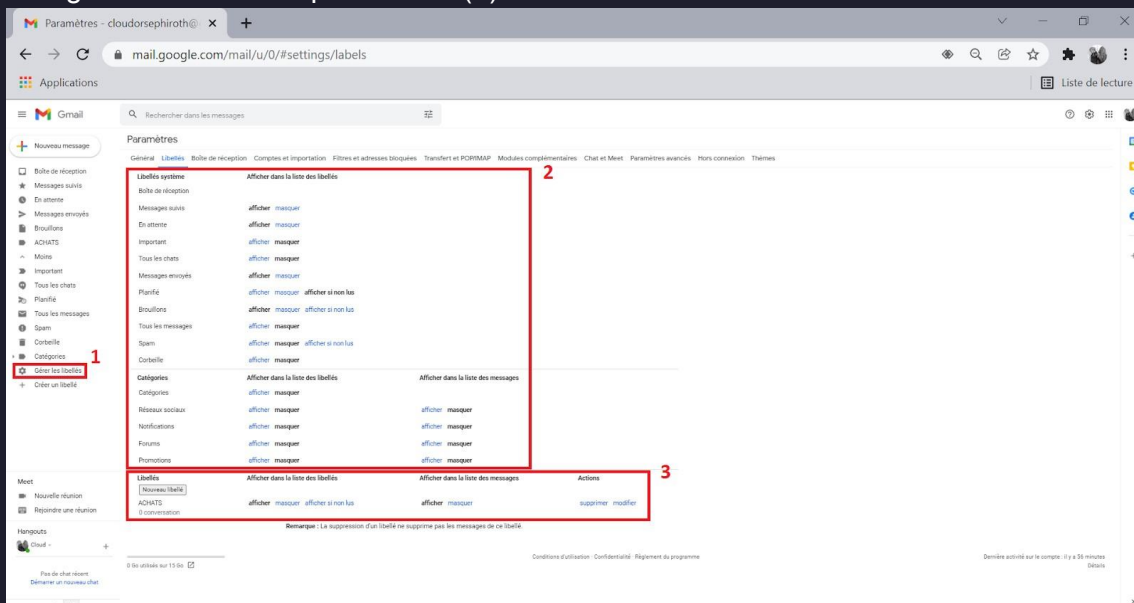 Paramètres - cloudorsephiroth@
mail.google.com/mail/u/0/#settings/labels
Applications
Liste de lecture
Gmail
Rechercher dans les messages
Nouveau message
Boîte de réception
Messages suivis
En attente
Messages envoyés
Brouillons
ACHATS
Moins
Important
Tous les chats
Planifié
Tous les messages
Spam
Corbeille
Catégories
1
Gérer les libellés
Créer un libellé
Meet
Nouvelle réunion
Rejoindre une réunion
Hangouts
Cloud
Pas de chat récent
Démarrer un nouveau chat
Paramètres
Général Libellés Boîte de réception Comptes et importation Filtres et adresses bloquées Transfert et POP/IMAP Modules complémentaires Chat et Meet Paramètres avancés Hors connexion Thèmes
2
Libellés système Afficher dans la liste des libellés
Boîte de réception
Messages suivis afficher masquer
En attente afficher masquer
Important afficher masquer
Tous les chats afficher masquer
Messages envoyés afficher masquer
Planifié afficher masquer afficher si non lus
Brouillons afficher masquer afficher si non lus
Tous les messages afficher masquer
Spam afficher masquer afficher si non lus
Corbeille afficher masquer
Catégories Afficher dans la liste des libellés Afficher dans la liste des messages
Catégories afficher masquer
Réseaux sociaux afficher masquer afficher masquer
Notifications afficher masquer afficher masquer
Forums afficher masquer afficher masquer
Promotions afficher masquer afficher masquer
3
Libellés Afficher dans la liste des libellés Afficher dans la liste des messages Actions
Nouveau libellé
ACHATS afficher masquer afficher si non lus afficher masquer supprimer modifier
0 conversation
Remarque : La suppression d'un libellé ne supprime pas les messages de ce libellé.
0 Go utilisés sur 15 Go
Conditions d'utilisation · Confidentialité · Règlement du programme
Dernière activité sur le compte : il y a 56 minutes
Détails